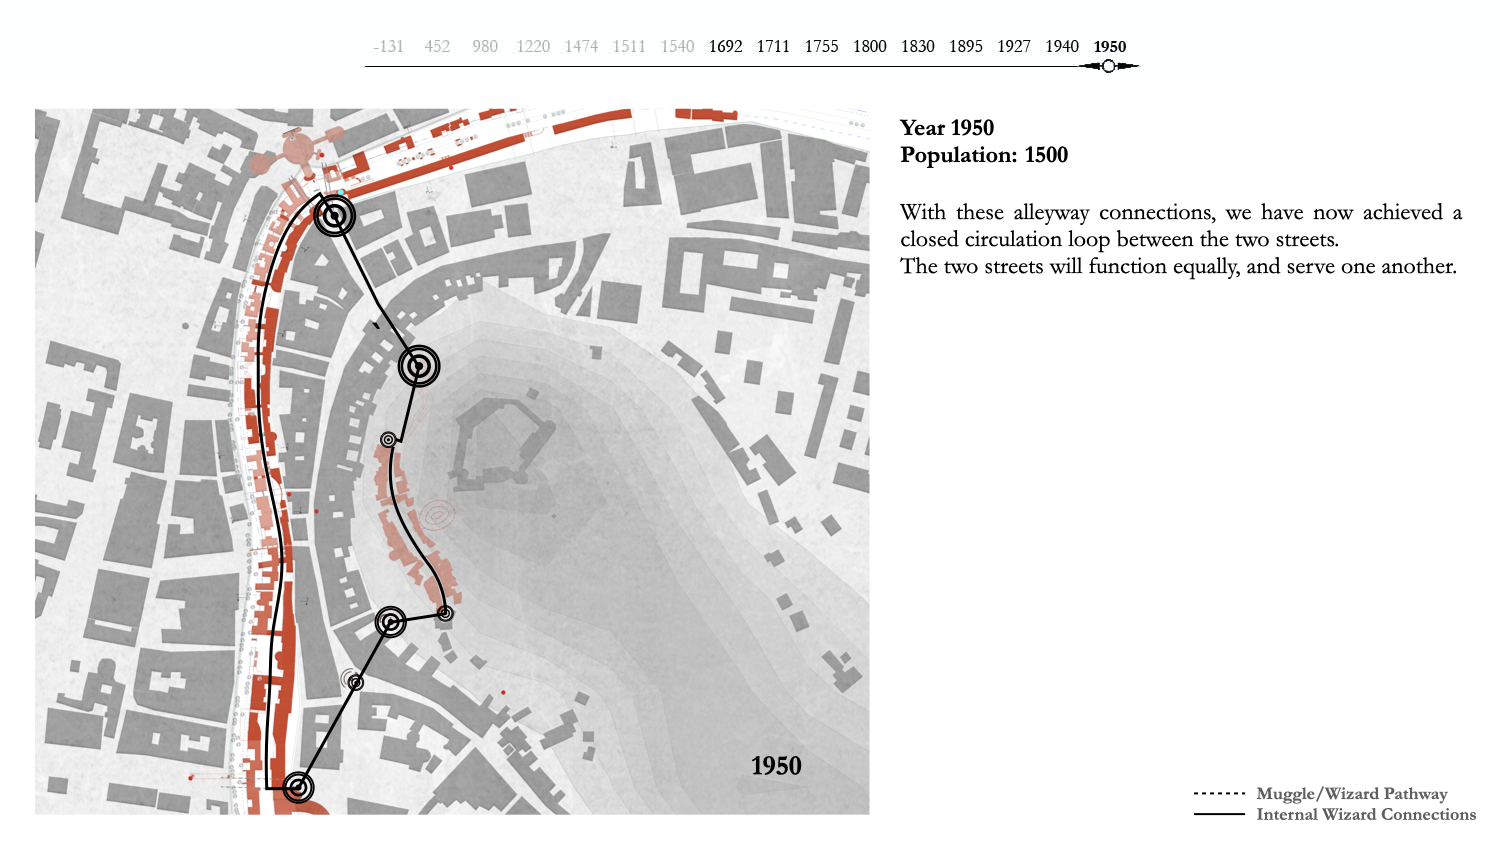 -131 452 980 1220 1474 1511 1540 1692 1711 1755 1800 1830 1895 1927 1940 1950
Year 1950
Population: 1500
With these alleyway connections, we have now achieved a
closed circulation loop between the two streets.
The two streets will function equally, and serve one another.
1950
Muggle/Wizard Pathway
Internal Wizard Connections